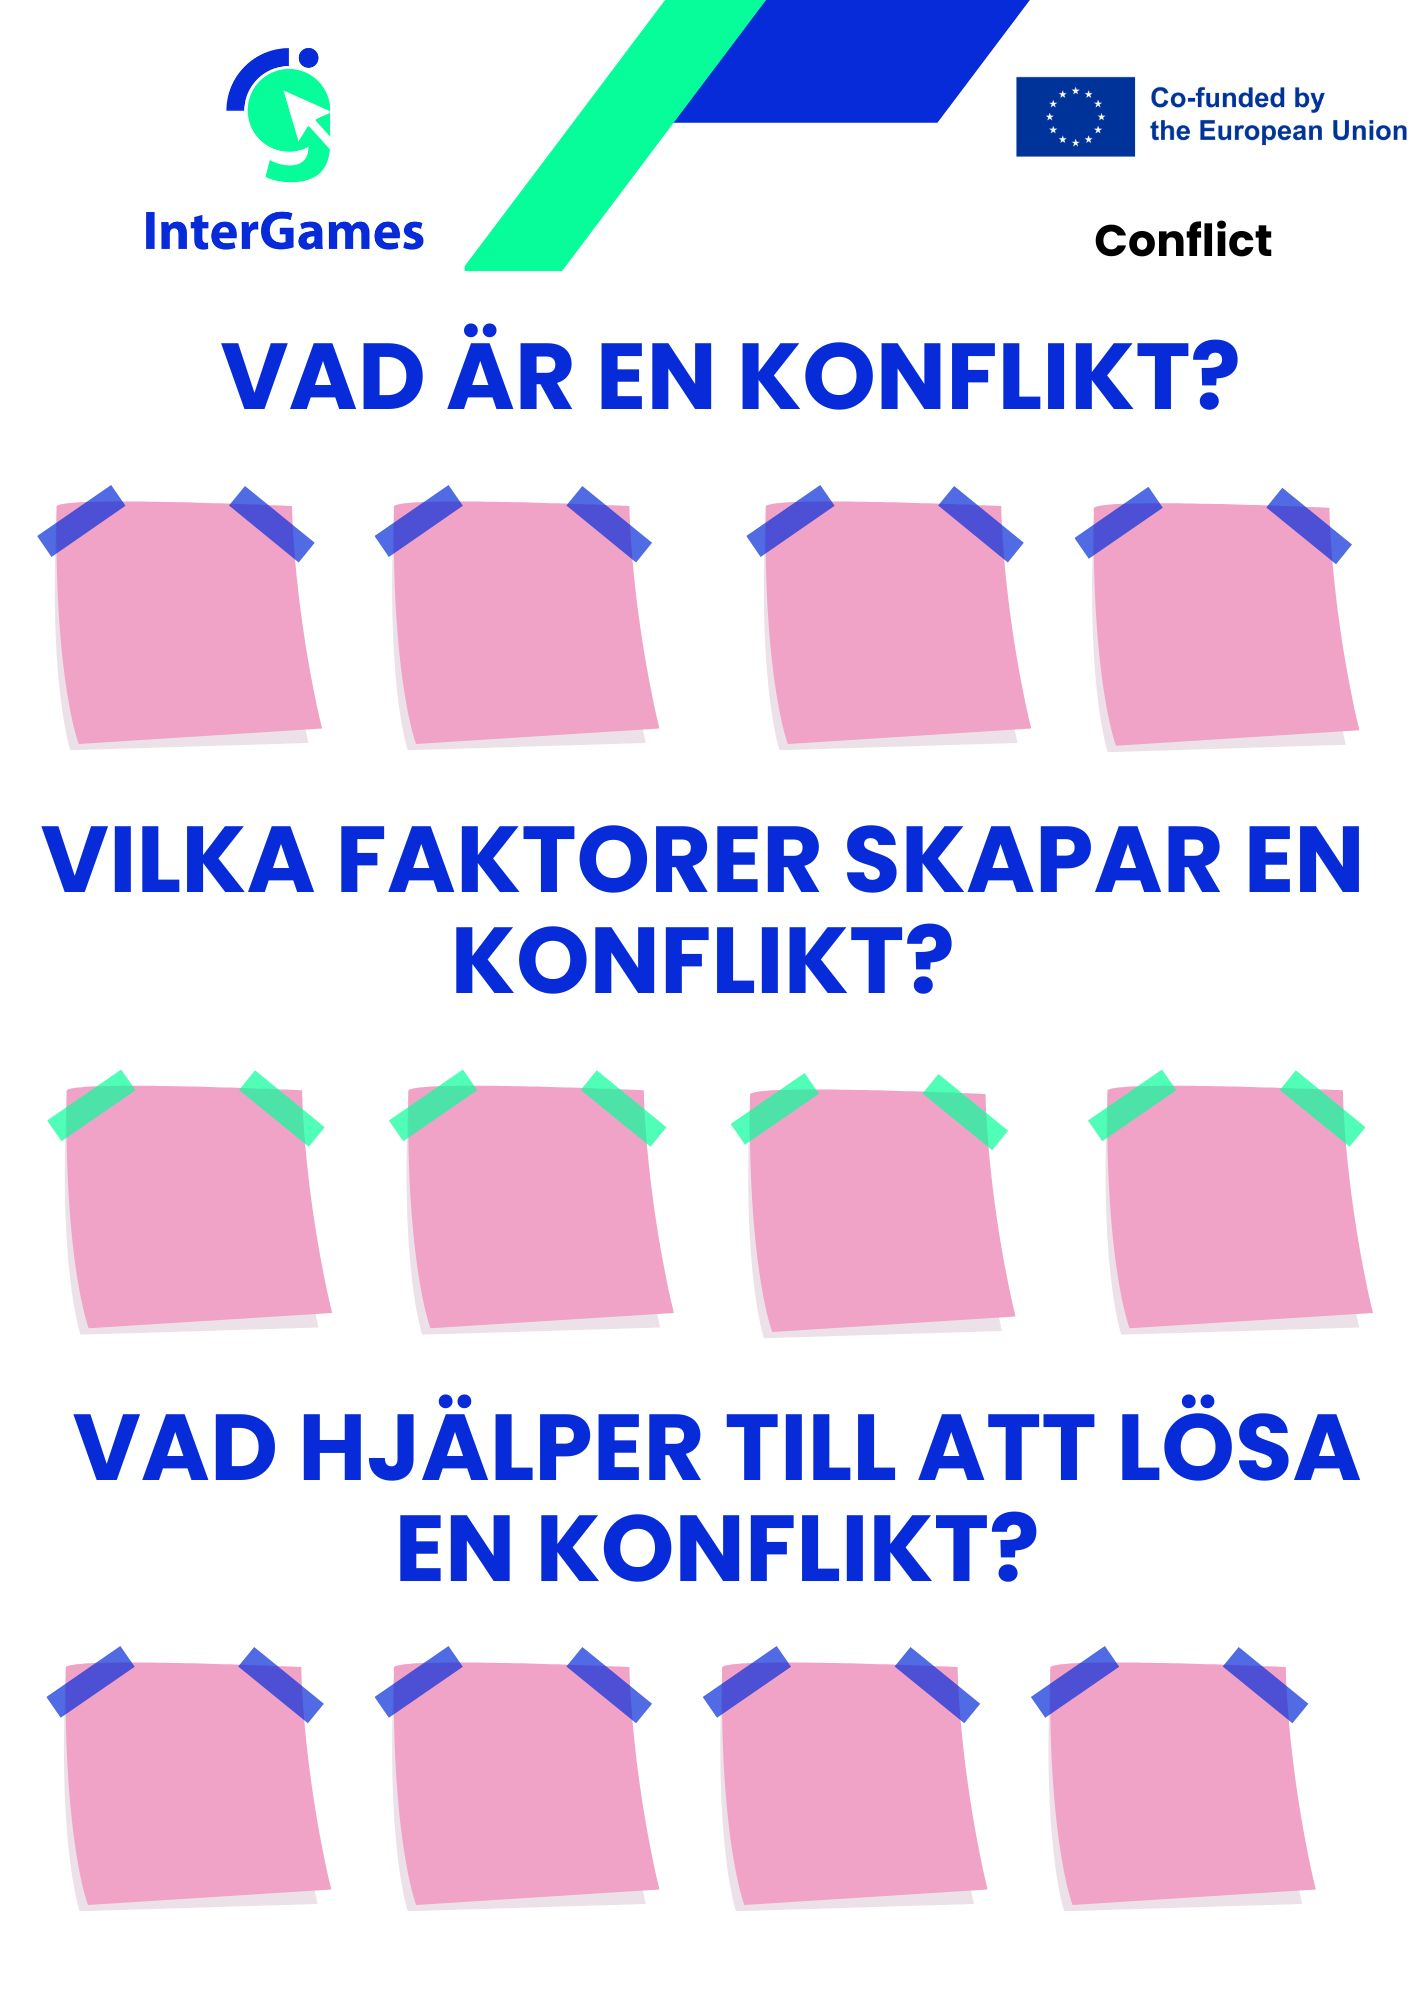 InterGames
Co-funded by
the European Union
Conflict
VAD ÄR EN KONFLIKT?
VILKA FAKTORER SKAPAR EN
KONFLIKT?
VAD HJÄLPER TILL ATT LÖSA
EN KONFLIKT?